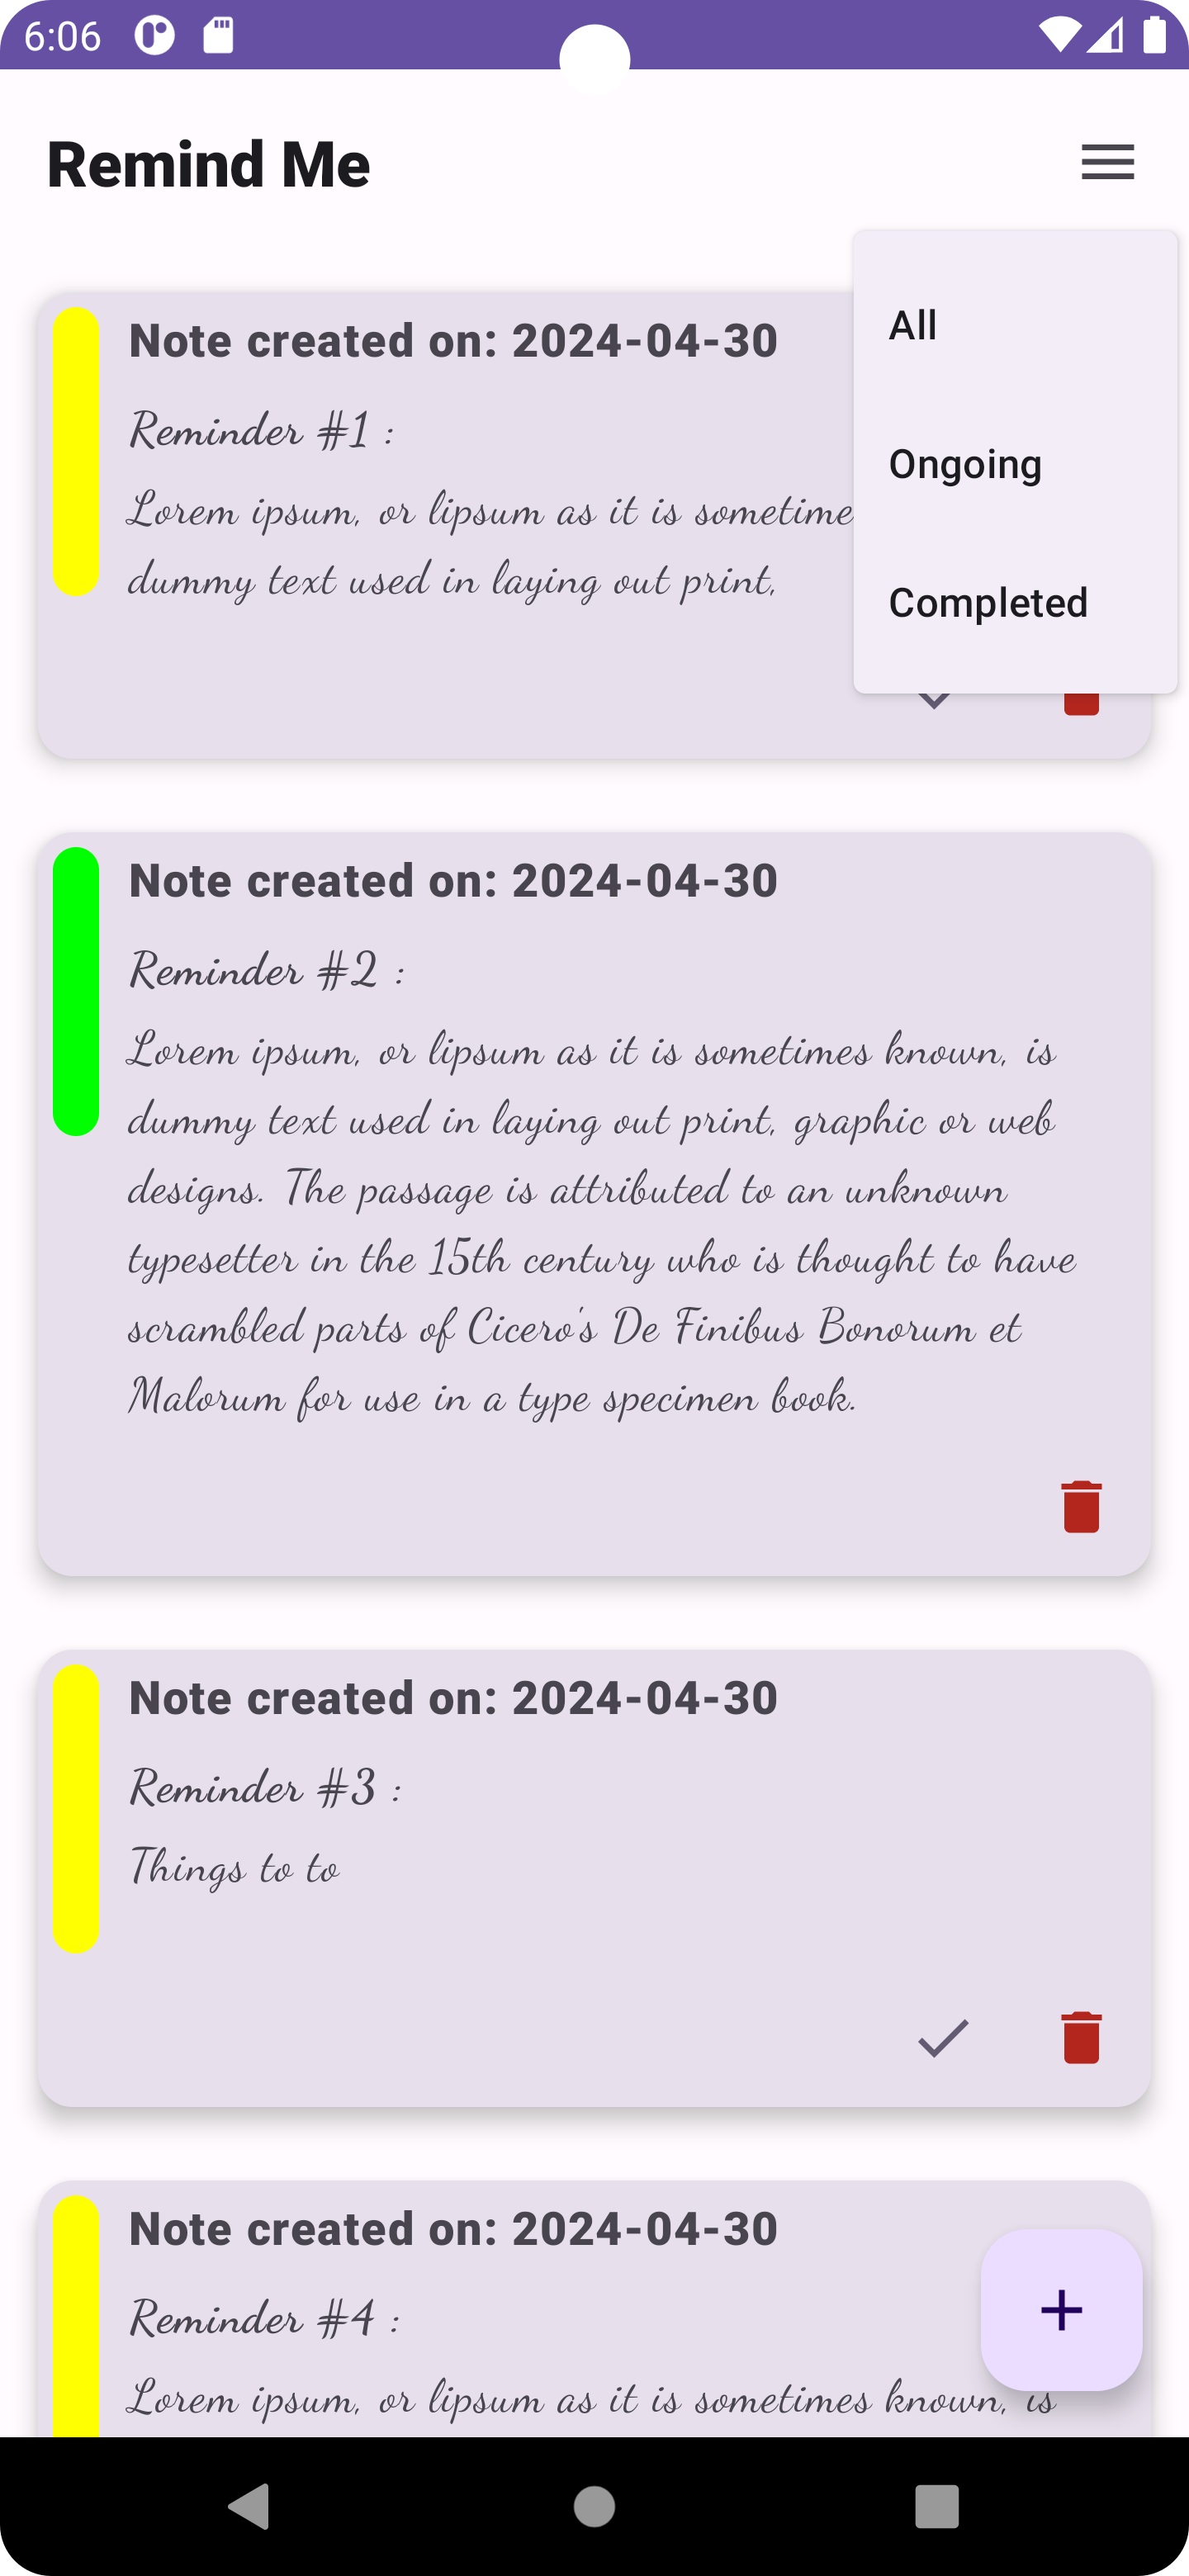 6:06
Remind Me
All
Ongoing
Completed
Note created on: 2024-04-30
Reminder #1 :
Lorem ipsum, or lipsum as it is sometime
dummy text used in laying out print,
Note created on: 2024-04-30
Reminder #2 :
Lorem ipsum, or lipsum as it is sometimes known, is
dummy text used in laying out print, graphic or web
designs. The passage is attributed to an unknown
typesetter in the 15th century who is thought to have
scrambled parts of Cicero's De Finibus Bonorum et
Malorum for use in a type specimen book.
Note created on: 2024-04-30
Reminder #3 :
Things to to
Note created on: 2024-04-30
Reminder #4 :
Lorem ipsum, or lipsum as it is sometimes known, is